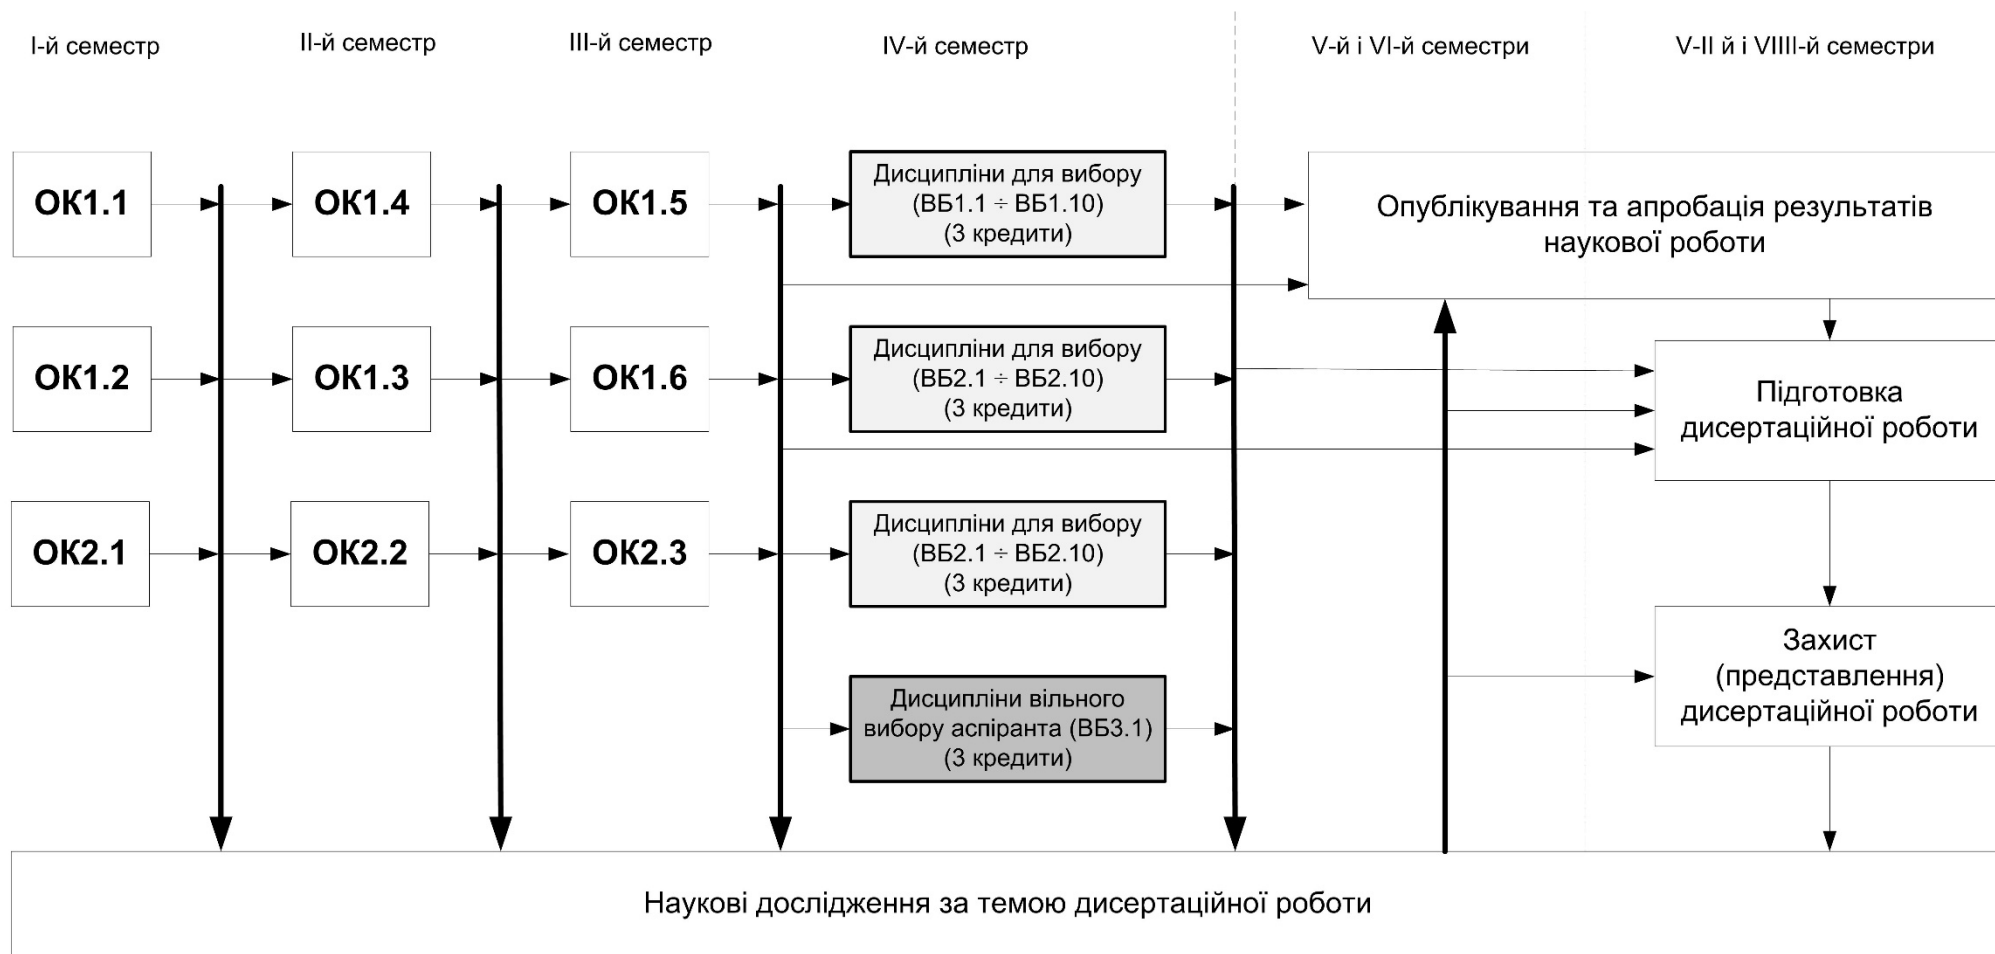 І-й семестр
ІІ-й семестр
ІІІ-й семестр
IV-й семестр
V-й і VI-й семестри
V-II й і VIIII-й семестри
ОК1.1
ОК1.4
ОК1.5
Дисципліни для вибору
(ВБ1.1 ÷ ВБ1.10)
(3 кредити)
Опублікування та апробація результатів
наукової роботи
ОК1.2
ОК1.3
ОК1.6
Дисципліни для вибору
(ВБ2.1 ÷ ВБ2.10)
(3 кредити)
Підготовка
дисертаційної роботи
ОК2.1
ОК2.2
ОК2.3
Дисципліни для вибору
(ВБ2.1 ÷ ВБ2.10)
(3 кредити)
Захист
(представлення)
дисертаційної роботи
Дисципліни вільного
вибору аспіранта (ВБ3.1)
(3 кредити)
Наукові дослідження за темою дисертаційної роботи